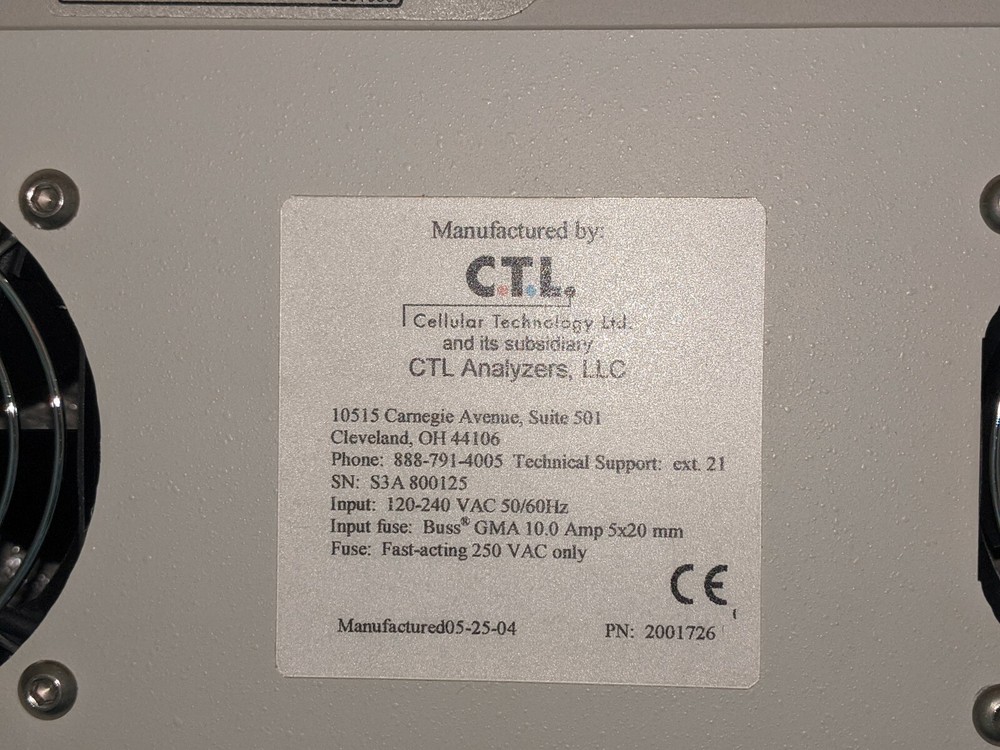 Manufactured by:
C.T.L.
Cellular Technology Ltd.
and its subsidiary
CTL Analyzers, LLC
10515 Carnegie Avenue, Suite 501
Cleveland, OH 44106
Phone: 888-791-4005 Technical Support: ext. 21
SN: S3A 800125
Input: 120-240 VAC 50/60Hz
Input fuse: Buss® GMA 10.0 Amp 5x20 mm
Fuse: Fast-acting 250 VAC only
CE
Manufactured05-25-04 PN: 2001726